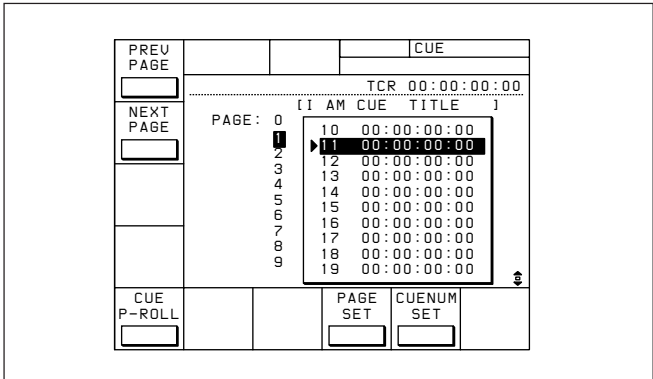 PREV PAGE
CUE
TCR 00:00:00:00
NEXT PAGE
[I AM CUE TITLE ]
PAGE: 0
1
2
3
4
5
6
7
8
9
10 00:00:00:00
11 00:00:00:00
12 00:00:00:00
13 00:00:00:00
14 00:00:00:00
15 00:00:00:00
16 00:00:00:00
17 00:00:00:00
18 00:00:00:00
19 00:00:00:00
CUE P-ROLL
PAGE SET
CUENUM SET